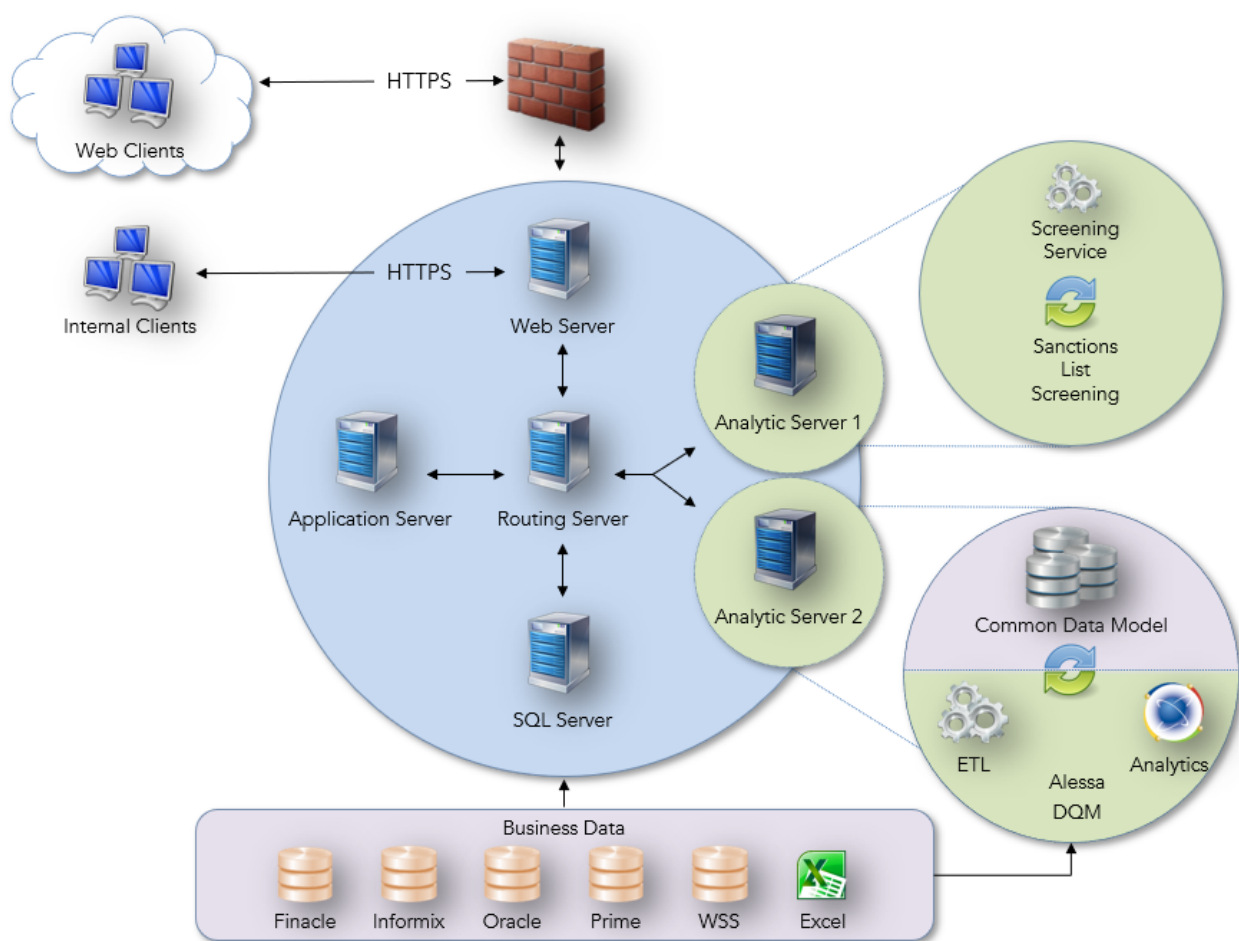 HTTPS
Web Clients
Screening
Service
HTTPS
Internal Clients
Web Server
Sanctions
List
Screening
Analytic Server 1
Application Server
Routing Server
Analytic Server 2
Common Data Model
SQL Server
ETL
Analytics
Alessa
DQM
Business Data
Finacle
Informix
Oracle
Prime
WSS
Excel